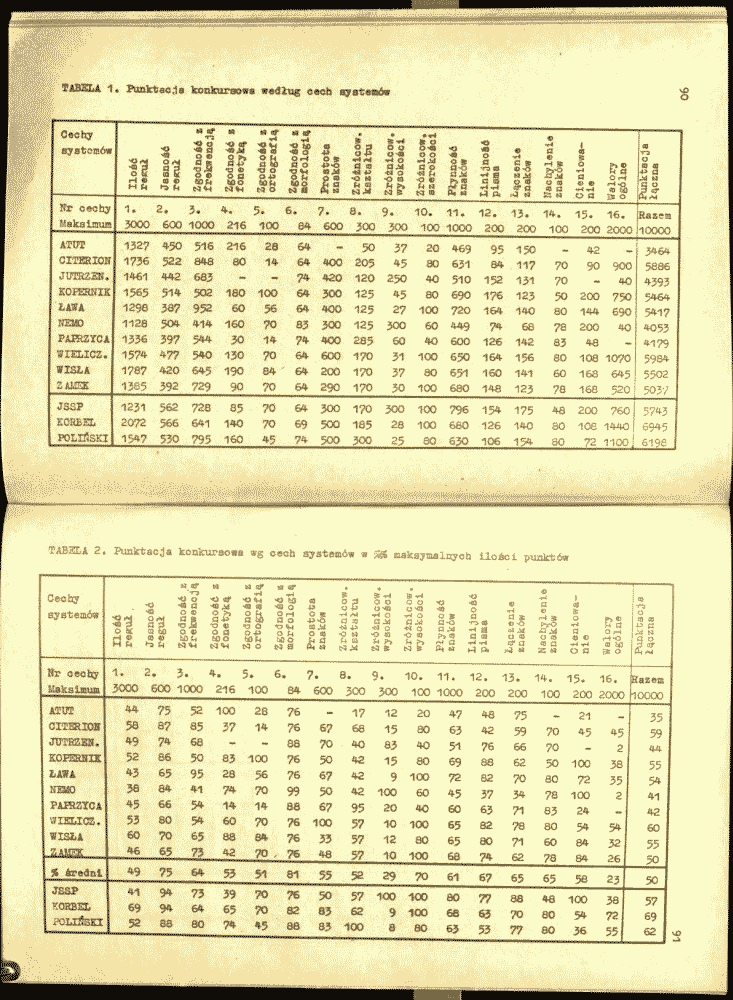 TABELA 1. Punktacja konkursowa według cech systemów
90
Cechy systemów Ilość reguł Jasność reguł Zgodność z frekwencją Zgodność z fonetyką Zgodność z ortografią Zgodność z morfologią Prostota znaków Zróżnicow. kształtu Zróżnicow. wysokości Zróżnicow. szerokości Płynność znaków Linijność pisma Łączenie znaków Nachylenie znaków Cieniowa-nie Walory ogólne Punktacja łączna
Nr cechy 1. 2. 3. 4. 5. 6. 7. 8. 9. 10. 11. 12. 13. 14. 15. 16. Razem
Maksimum 3000 600 1000 216 100 84 600 300 300 100 1000 200 200 100 200 2000 10000
ATUT 1327 450 516 216 28 64 - 50 37 20 469 95 150 - 42 - 3464
CITERION 1736 522 848 80 14 64 400 205 45 80 631 84 117 70 90 900 5886
JUTRZEN. 1461 442 683 - - 74 420 120 250 40 510 152 131 70 - 40 4393
KOPERNIK 1565 514 502 180 100 64 300 125 45 80 690 176 123 50 200 750 5464
ŁAWA 1298 387 952 60 56 64 400 125 27 100 720 164 140 80 144 690 5417
NEMO 1128 504 414 160 70 83 300 125 300 60 449 74 68 78 200 40 4053
PAPRZYCA 1336 397 544 30 14 74 400 285 60 40 600 126 142 83 48 - 4179
WIELICZ. 1574 477 540 130 70 64 600 170 31 100 650 164 156 80 108 1070 5984
WISŁA 1787 420 645 190 84 64 200 170 37 80 651 160 141 60 168 645 5502
ZAMEK 1385 392 729 90 70 64 290 170 30 100 680 148 123 78 168 520 5037
JSSP 1231 562 728 85 70 64 300 170 300 100 796 154 175 48 200 760 5743
KORBEL 2072 566 641 140 70 69 500 185 28 100 680 126 140 80 108 1440 6945
POLIŃSKI 1547 530 795 160 45 74 500 300 25 80 630 106 154 80 72 1100 6198
TABELA 2. Punktacja konkursowa wg cech systemów w %% maksymalnych ilości punktów
Cechy systemów Ilość reguł Jasność reguł Zgodność z frekwencją Zgodność z fonetyką Zgodność z ortografią Zgodność z morfologią Prostota znaków Zróżnicow. kształtu Zróżnicow. wysokości Zróżnicow. wysokości Płynność znaków Linijność pisma Łączenie znaków Nachylenie znaków Cieniowa-nie Walory ogólne Punktacja łączna
Nr cechy 1. 2. 3. 4. 5. 6. 7. 8. 9. 10. 11. 12. 13. 14. 15. 16. Razem
Maksimum 3000 600 1000 216 100 84 600 300 300 100 1000 200 200 100 200 2000 10000
ATUT 44 75 52 100 28 76 - 17 12 20 47 48 75 - 21 - 35
CITERION 58 87 85 37 14 76 67 68 15 80 63 42 59 70 45 45 59
JUTRZEN. 49 74 68 - - 88 70 40 83 40 51 76 66 70 - 2 44
KOPERNIK 52 86 50 83 100 76 50 42 15 80 69 88 62 50 100 38 55
ŁAWA 43 65 95 28 56 76 67 42 9 100 72 82 70 80 72 35 54
NEMO 38 84 41 74 70 99 50 42 100 60 45 37 34 78 100 2 41
PAPRZYCA 45 66 54 14 14 88 67 95 20 40 60 63 71 83 24 - 42
WIELICZ. 53 80 54 60 70 76 100 57 10 100 65 82 78 80 54 54 60
WISŁA 60 70 65 88 84 76 33 57 12 80 65 80 71 60 84 32 55
ZAMEK 46 65 73 42 70 76 48 57 10 100 68 74 62 78 84 26 50
% średni 49 75 64 53 51 81 55 52 29 70 61 67 65 65 58 23 50
JSSP 41 94 73 39 70 76 50 57 100 100 80 77 88 48 100 38 57
KORBEL 69 94 64 65 70 82 83 62 9 100 68 63 70 80 54 72 69
POLIŃSKI 52 88 80 74 45 88 83 100 8 80 63 53 77 80 36 55 62
91